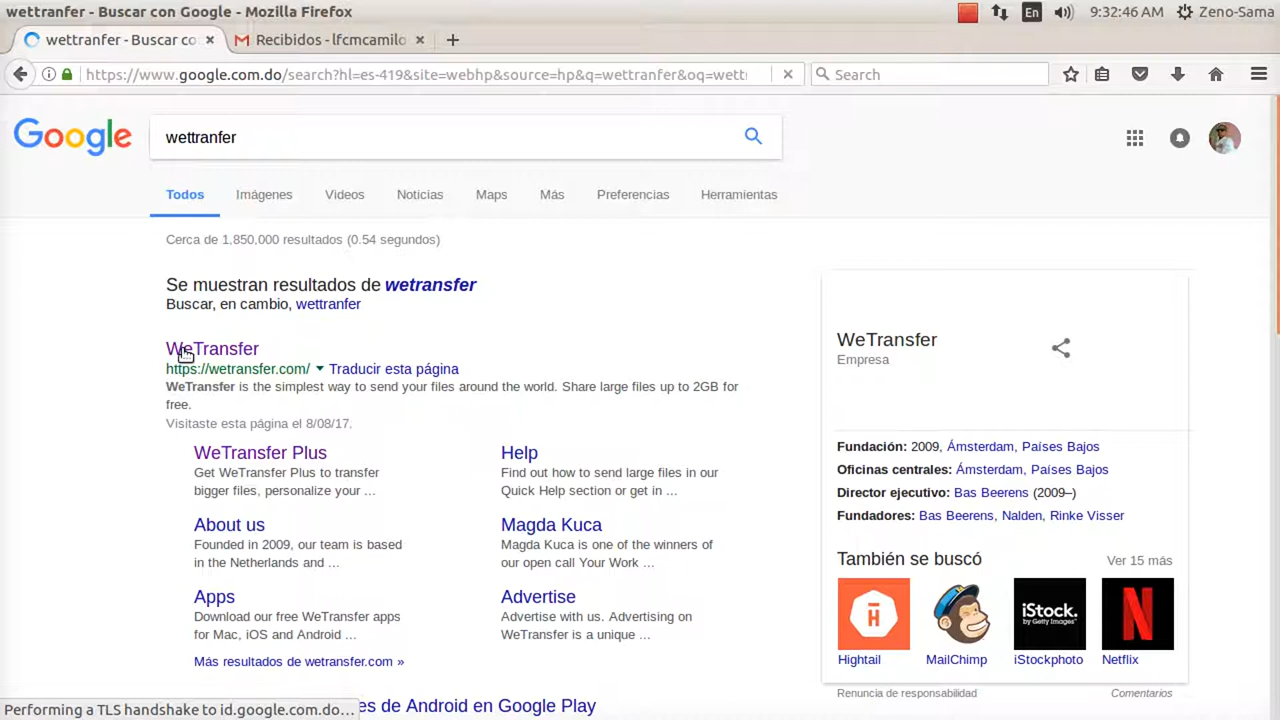 wettranfer - Buscar con Google - Mozilla Firefox
En
9:32:46 AM
Zeno-Sama
wettranfer - Buscar co
Recibidos - lfcmcamilo
https://www.google.com.do/search?hl=es-419&site=webhp&source=hp&q=wettranfer&oq=wett
Search
Google
wettranfer
Todos
Imágenes
Videos
Noticias
Maps
Más
Preferencias
Herramientas
Cerca de 1,850,000 resultados (0.54 segundos)
Se muestran resultados de wetransfer
Buscar, en cambio, wettranfer
WeTransfer
https://wetransfer.com/ Traducir esta página
WeTransfer is the simplest way to send your files around the world. Share large files up to 2GB for
free.
Visitaste esta página el 8/08/17.
WeTransfer Plus
Get WeTransfer Plus to transfer
bigger files, personalize your ...
Help
Find out how to send large files in our
Quick Help section or get in ...
About us
Founded in 2009, our team is based
in the Netherlands and ...
Magda Kuca
Magda Kuca is one of the winners of
our open call Your Work ...
Apps
Download our free WeTransfer apps
for Mac, iOS and Android ...
Advertise
Advertise with us. Advertising on
WeTransfer is a unique ...
Más resultados de wetransfer.com »
es de Android en Google Play
Performing a TLS handshake to id.google.com.do...
WeTransfer
Empresa
Fundación: 2009, Ámsterdam, Países Bajos
Oficinas centrales: Ámsterdam, Países Bajos
Director ejecutivo: Bas Beerens (2009–)
Fundadores: Bas Beerens, Nalden, Rinke Visser
También se buscó
Ver 15 más
H
iStock.
by Getty Images
N
Hightail
MailChimp
iStockphoto
Netflix
Renuncia de responsabilidad
Comentarios